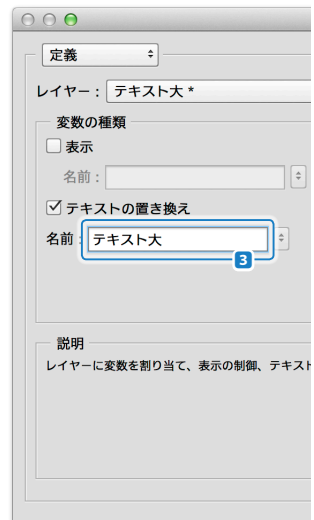 定義
レイヤー： テキスト大 *
変数の種類
表示
名前：
テキストの置き換え
名前： テキスト大
3
説明
レイヤーに変数を割り当て、表示の制御、テキスト